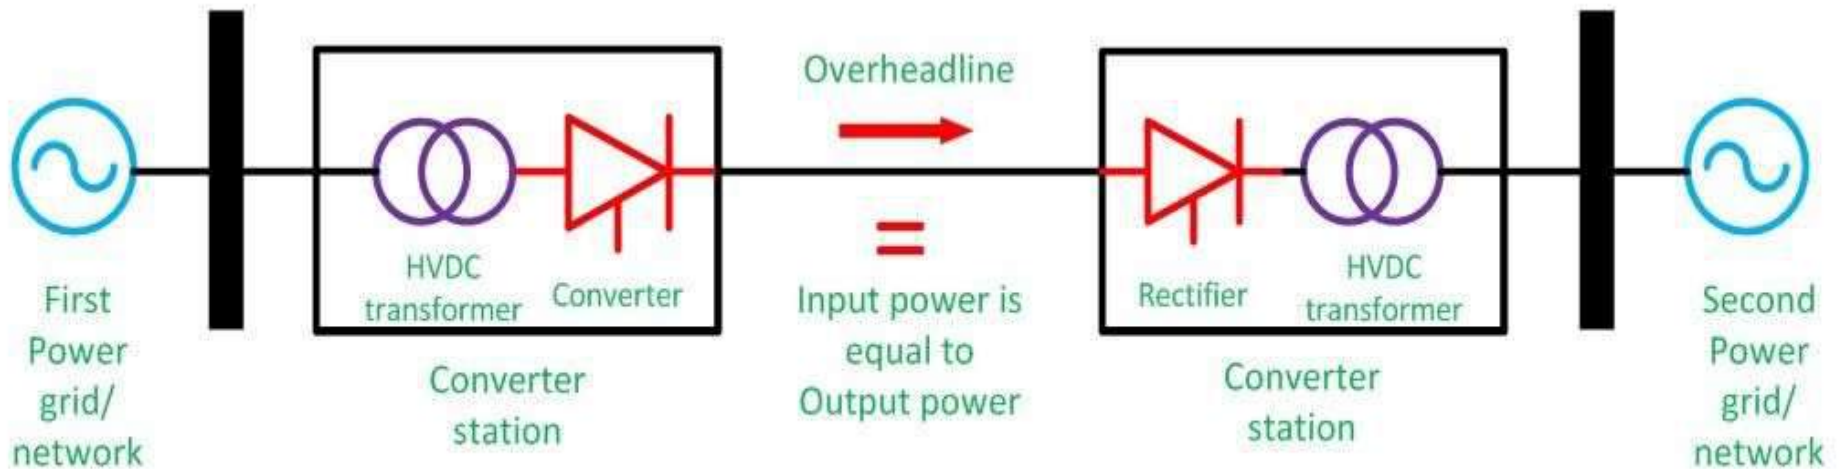 Overheadline
HVDC
transformer
Converter
Input power is
equal to
Output power
Rectifier
HVDC
transformer
First
Power
grid/
network
Converter
station
Converter
station
Second
Power
grid/
network